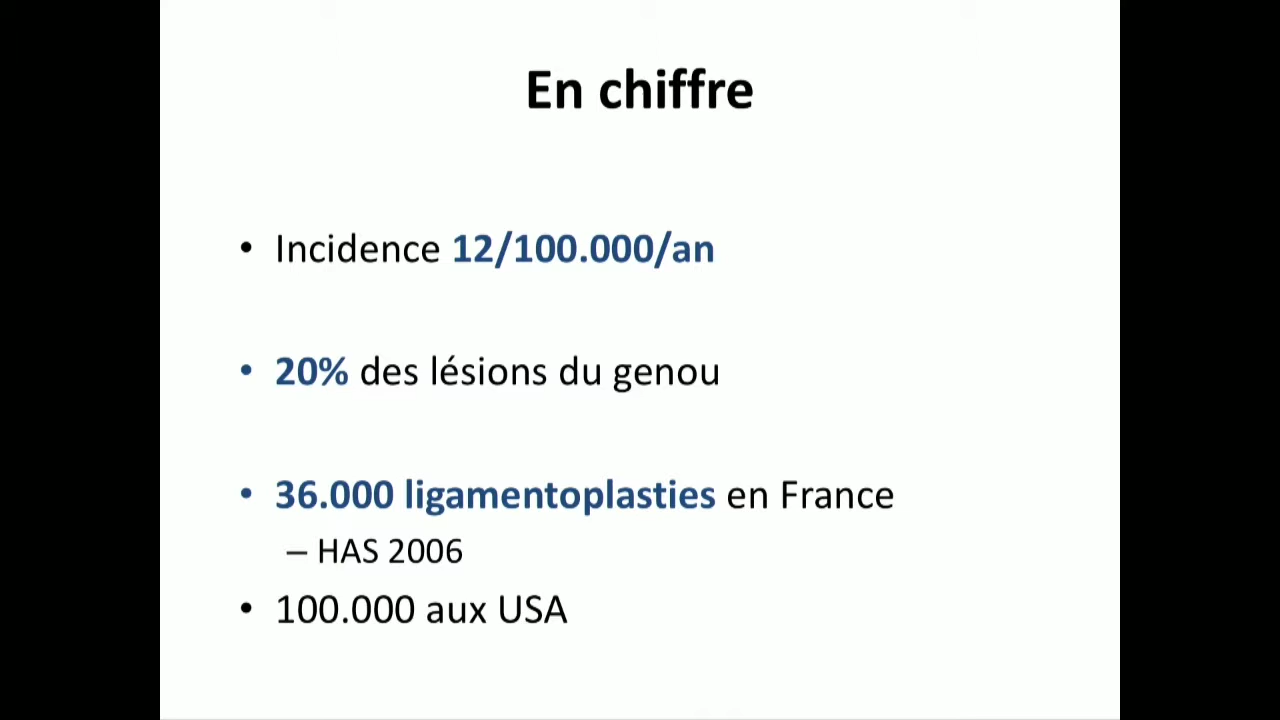 En chiffre
• Incidence 12/100.000/an
• 20% des lésions du genou
• 36.000 ligamentoplasties en France
– HAS 2006
• 100.000 aux USA